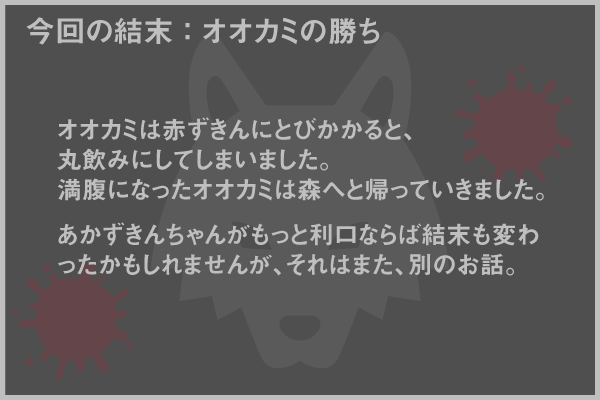 今回の結末：オオカミの勝ち
オオカミは赤ずきんにとびかかると、
丸飲みにしてしまいました。
満腹になったオオカミは森へと帰っていきました。
あかずきんちゃんがもっと利口ならば結末も変わ
ったかもしれませんが、それはまた、別のお話。